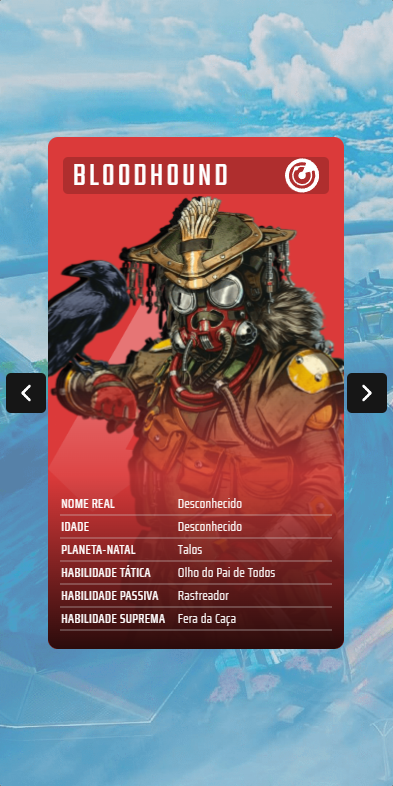 BLOODHOUND
NOME REAL Desconhecido
IDADE Desconhecido
PLANETA-NATAL Talos
HABILIDADE TÁTICA Olho do Pai de Todos
HABILIDADE PASSIVA Rastreador
HABILIDADE SUPREMA Fera da Caça